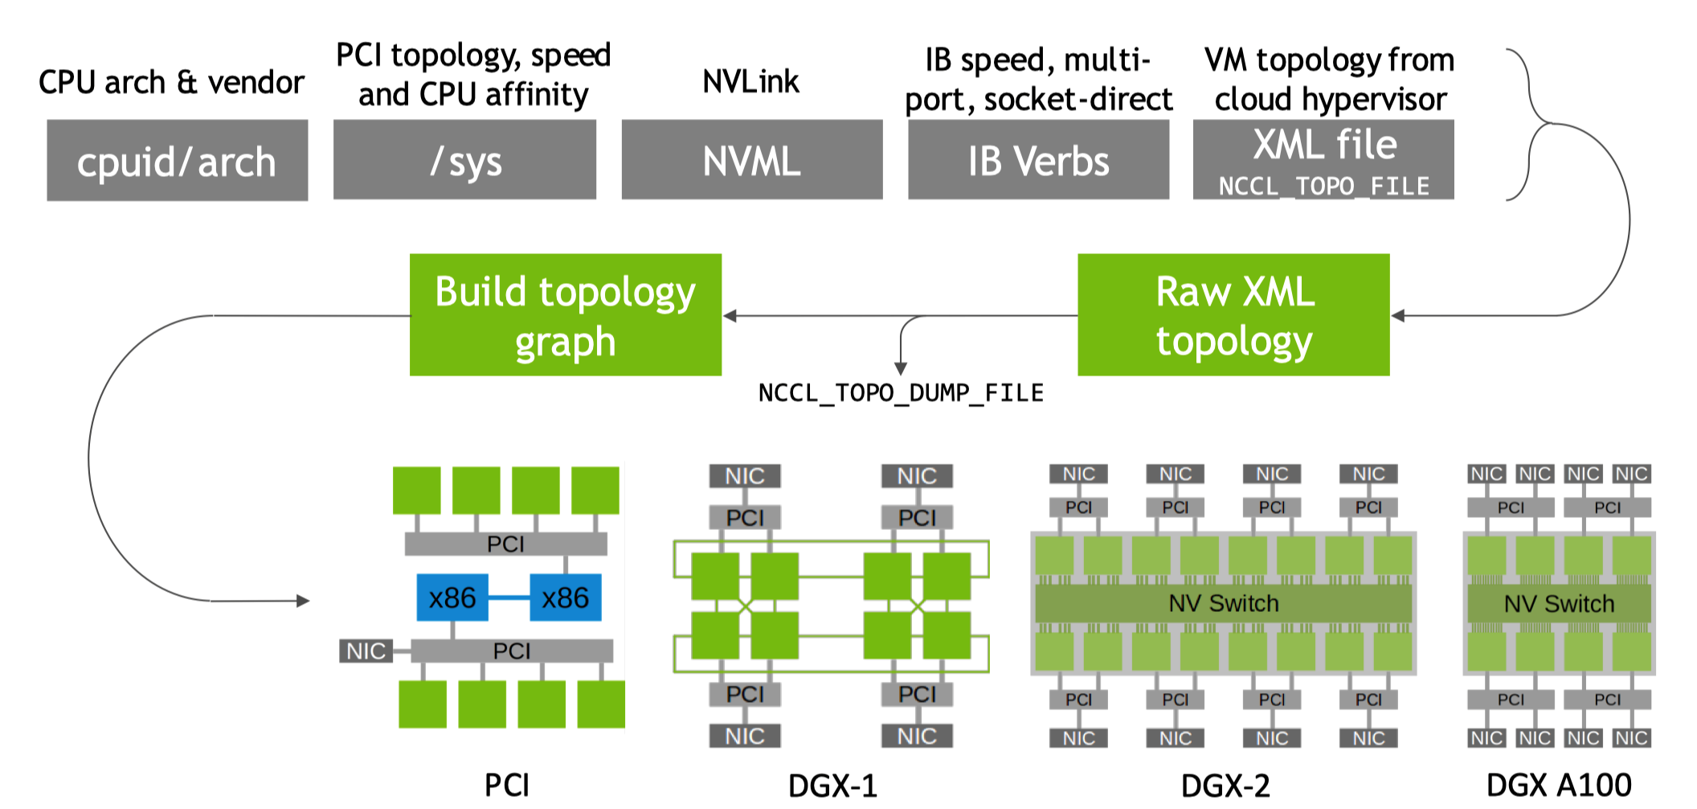 CPU arch & vendor
PCI topology, speed
and CPU affinity
NVLink
IB speed, multi-
port, socket-direct
VM topology from
cloud hypervisor
cpuid/arch
/sys
NVML
IB Verbs
XML file
NCCL_TOPO_FILE
Build topology
graph
Raw XML
topology
NCCL_TOPO_DUMP_FILE
PCI
x86
x86
NIC
PCI
PCI
NIC
NIC
PCI
PCI
PCI
PCI
NIC
NIC
DGX-1
NIC
NIC
NIC
NIC
PCI
PCI
PCI
PCI
NV Switch
PCI
PCI
PCI
PCI
NIC
NIC
NIC
NIC
DGX-2
NIC
NIC
NIC
NIC
PCI
PCI
NV Switch
PCI
PCI
NIC
NIC
NIC
NIC
DGX A100